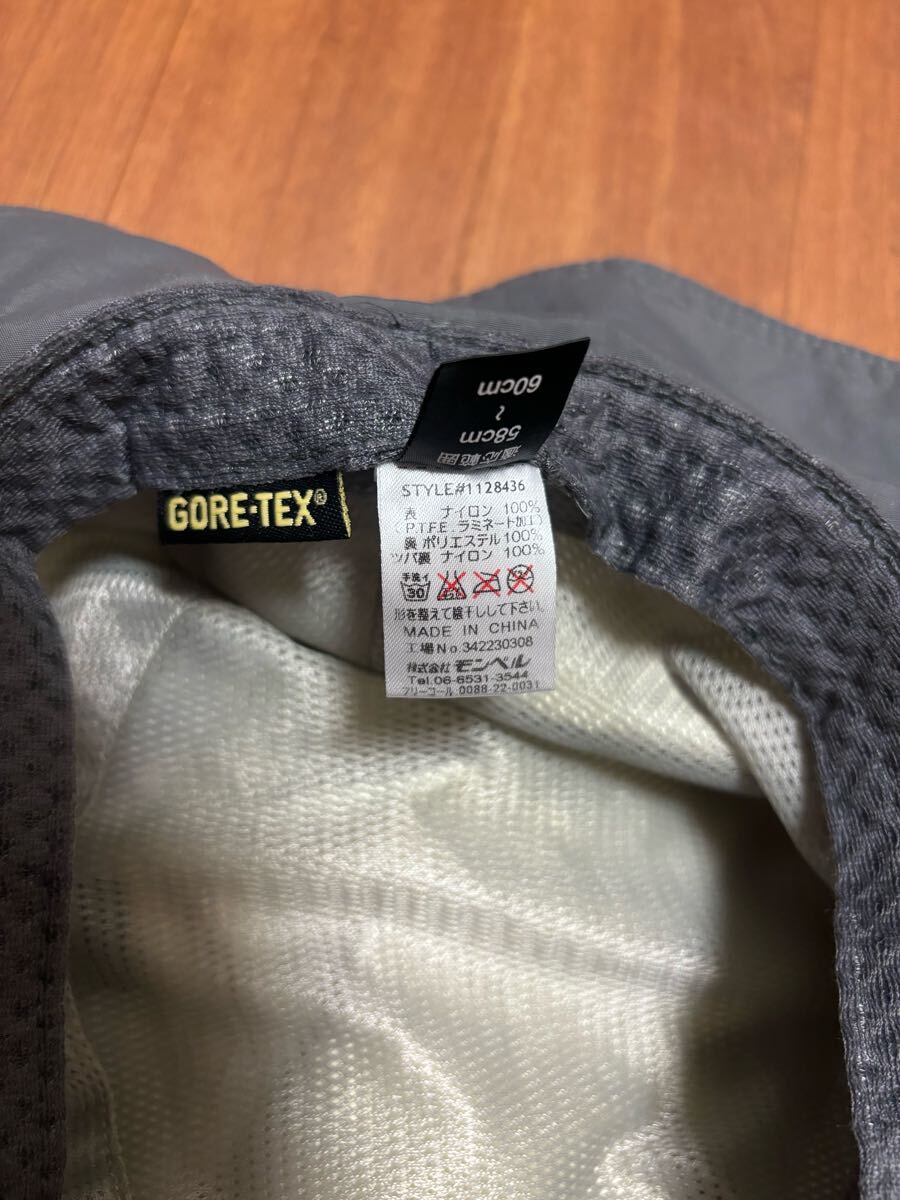 60cm
~
58cm
適応範囲
GORE-TEX®
STYLE#1128436
表 ナイロン 100%
(P.T.F.E. ラミネート加工)
裏 ポリエステル 100%
ツバ裏 ナイロン 100%
手洗イ
30
形を整えて陰干しして下さい。
MADE IN CHINA
工場No.342230308
株式会社 モンベル
Tel.06-6531-3544
フリーコール 0088-22-0031